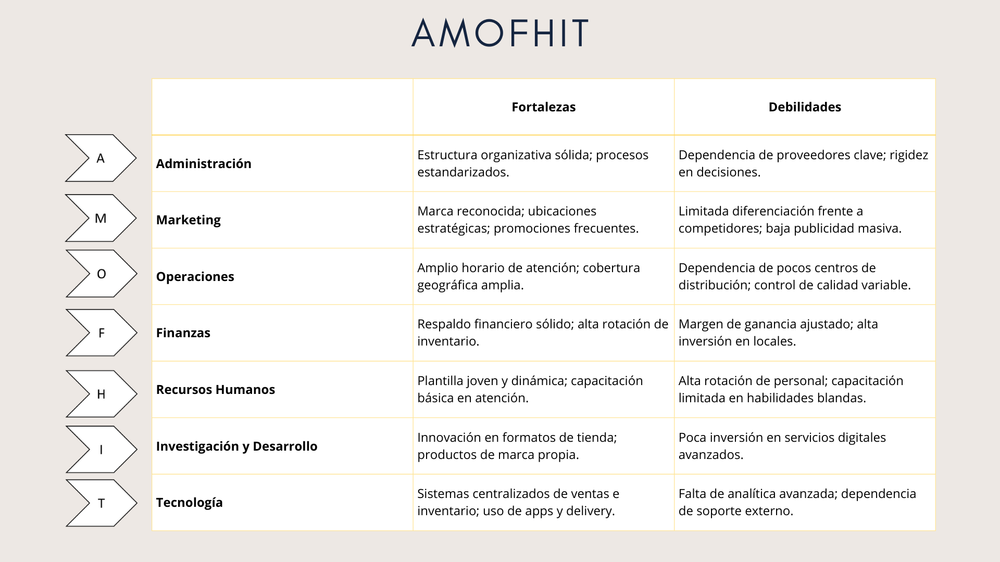 AMOFHIT
Fortalezas
Debilidades
A
Administración
Estructura organizativa sólida; procesos
estandarizados.
Dependencia de proveedores clave; rigidez
en decisiones.
M
Marketing
Marca reconocida; ubicaciones
estratégicas; promociones frecuentes.
Limitada diferenciación frente a
competidores; baja publicidad masiva.
O
Operaciones
Amplio horario de atención; cobertura
geográfica amplia.
Dependencia de pocos centros de
distribución; control de calidad variable.
F
Finanzas
Respaldo financiero sólido; alta rotación de
inventario.
Margen de ganancia ajustado; alta
inversión en locales.
H
Recursos Humanos
Plantilla joven y dinámica; capacitación
básica en atención.
Alta rotación de personal; capacitación
limitada en habilidades blandas.
I
Investigación y Desarrollo
Innovación en formatos de tienda;
productos de marca propia.
Poca inversión en servicios digitales
avanzados.
T
Tecnología
Sistemas centralizados de ventas e
inventario; uso de apps y delivery.
Falta de analítica avanzada; dependencia
de soporte externo.